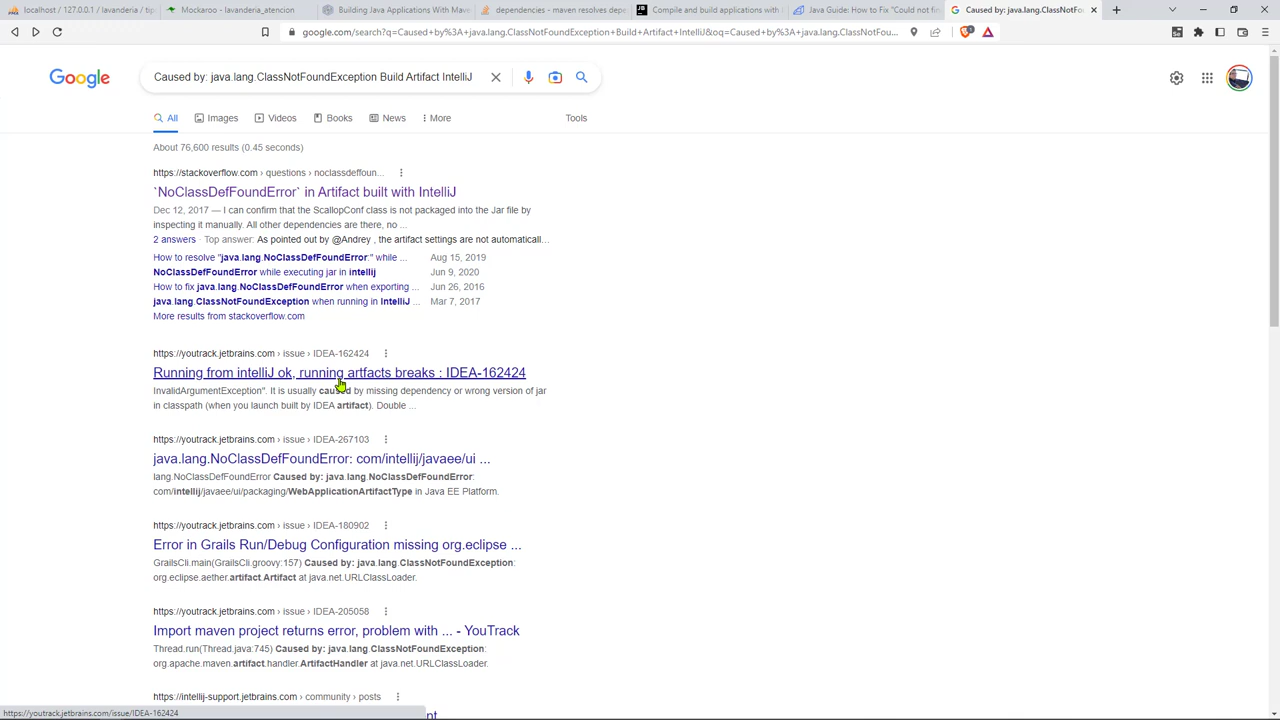 localhost / 127.0.0.1 / lavanderia / tip
Mockaroo - lavanderia_atencion
Building Java Applications With Mave
dependencies - maven resolves depe
Compile and build applications with
Java Guide: How to Fix "Could not fi
Caused by: java.lang.ClassNotFou
google.com/search?q=Caused+by%3A+java.lang.ClassNotFoundException+Build+Artifact+IntelliJ&oq=Caused+by%3A+java.lang.ClassNotFou...
Google
Caused by: java.lang.ClassNotFoundException Build Artifact IntelliJ
All
Images
Videos
Books
News
More
Tools
About 76,600 results (0.45 seconds)
https://stackoverflow.com › questions › noclassdeffoun...
`NoClassDefFoundError` in Artifact built with IntelliJ
Dec 12, 2017 — I can confirm that the ScallopConf class is not packaged into the Jar file by
inspecting it manually. All other dependencies are there, no ...
2 answers · Top answer: As pointed out by @Andrey , the artifact settings are not automaticall...
How to resolve "java.lang.NoClassDefFoundError:" while ... Aug 15, 2019
NoClassDefFoundError while executing jar in intellij Jun 9, 2020
How to fix java.lang.NoClassDefFoundError when exporting ... Jun 26, 2016
java.lang.ClassNotFoundException when running in IntelliJ ... Mar 7, 2017
More results from stackoverflow.com
https://youtrack.jetbrains.com › issue › IDEA-162424
Running from intelliJ ok, running artfacts breaks : IDEA-162424
InvalidArgumentException". It is usually caused by missing dependency or wrong version of jar
in classpath (when you launch built by IDEA artifact). Double ...
https://youtrack.jetbrains.com › issue › IDEA-267103
java.lang.NoClassDefFoundError: com/intellij/javaee/ui ...
lang.NoClassDefFoundError Caused by: java.lang.NoClassDefFoundError:
com/intellij/javaee/ui/packaging/WebApplicationArtifactType in Java EE Platform.
https://youtrack.jetbrains.com › issue › IDEA-180902
Error in Grails Run/Debug Configuration missing org.eclipse ...
GrailsCli.main(GrailsCli.groovy:157) Caused by: java.lang.ClassNotFoundException:
org.eclipse.aether.artifact.Artifact at java.net.URLClassLoader.
https://youtrack.jetbrains.com › issue › IDEA-205058
Import maven project returns error, problem with ... - YouTrack
Thread.run(Thread.java:745) Caused by: java.lang.ClassNotFoundException:
org.apache.maven.artifact.handler.ArtifactHandler at java.net.URLClassLoader.
https://intellij-support.jetbrains.com › community › posts
https://youtrack.jetbrains.com/issue/IDEA-162424